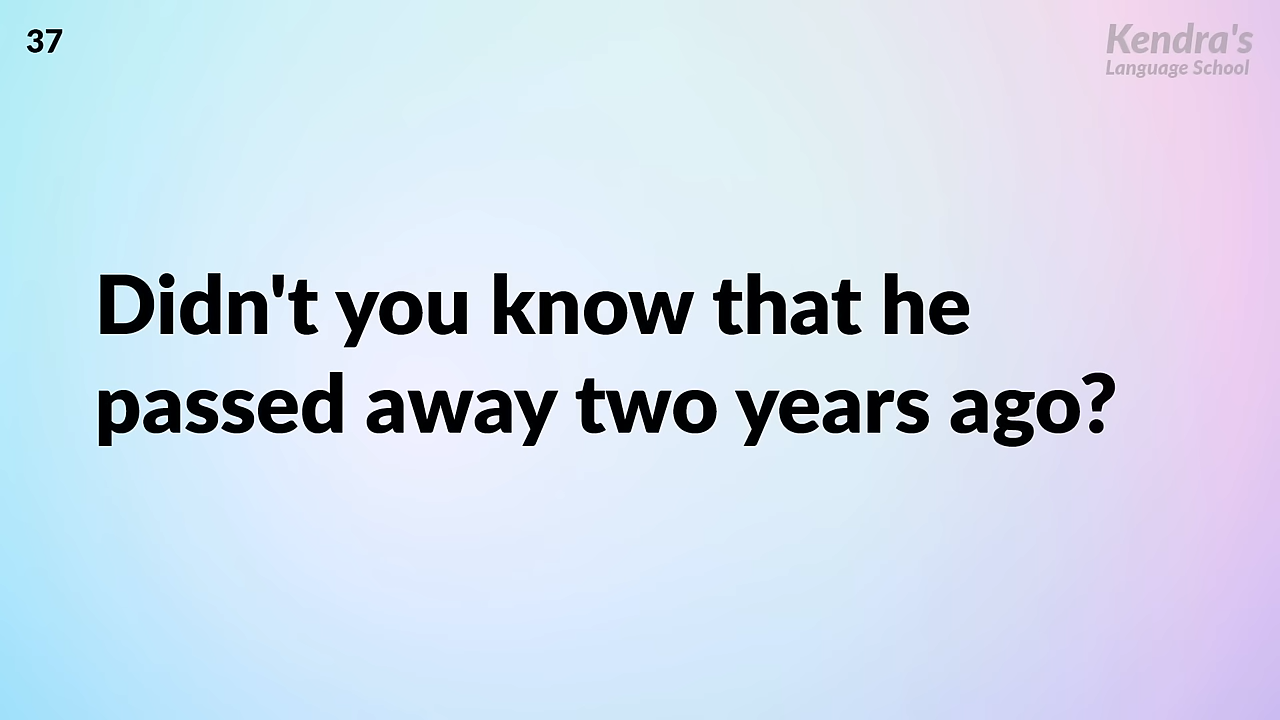 37
Kendra's
Language School
Didn't you know that he
passed away two years ago?